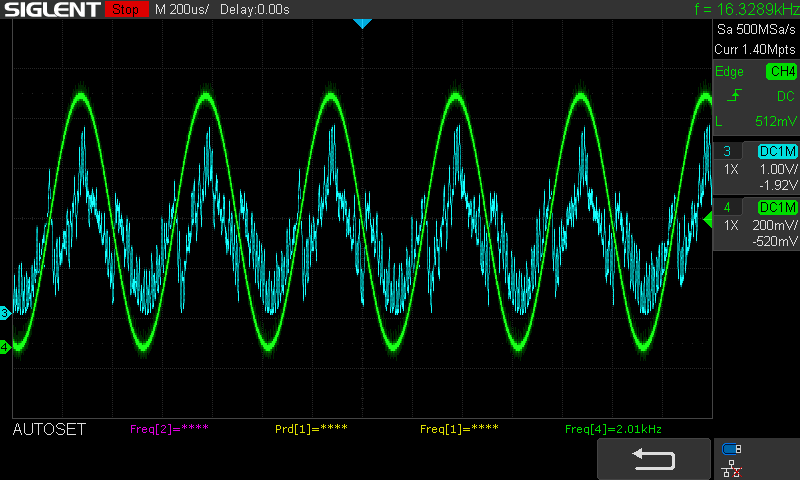 SIGLENT Stop M 200us/ Delay:0.00s f = 16.3289kHz
Sa 500MSa/s
Curr 1.40Mpts
Edge CH4
DC
L 512mV
3 DC1M
1X 1.00V/
-1.92V
4 DC1M
1X 200mV/
-520mV
3
4
AUTOSET Freq[2]=**** Prd[1]=**** Freq[1]=**** Freq[4]=2.01kHz